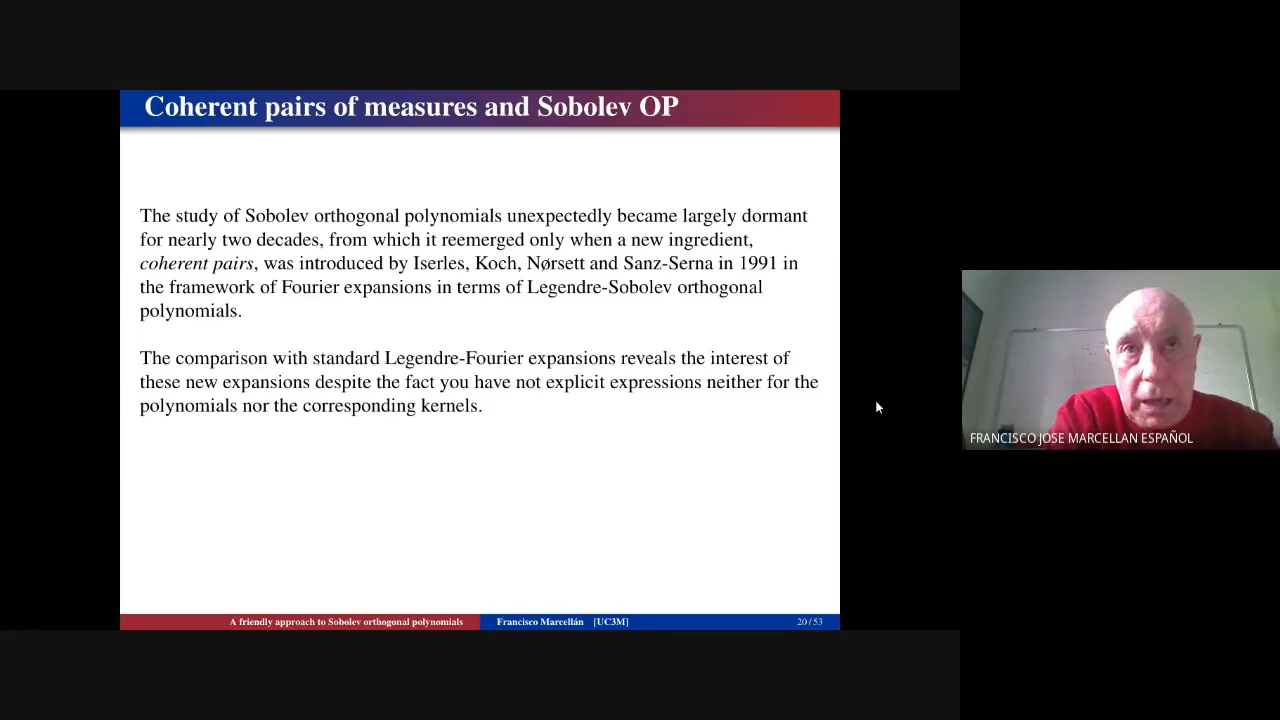 Coherent pairs of measures and Sobolev OP
The study of Sobolev orthogonal polynomials unexpectedly became largely dormant
for nearly two decades, from which it reemerged only when a new ingredient,
coherent pairs, was introduced by Iserles, Koch, Nørsett and Sanz-Serna in 1991 in
the framework of Fourier expansions in terms of Legendre-Sobolev orthogonal
polynomials.
The comparison with standard Legendre-Fourier expansions reveals the interest of
these new expansions despite the fact you have not explicit expressions neither for the
polynomials nor the corresponding kernels.
FRANCISCO JOSE MARCELLAN ESPAÑOL
A friendly approach to Sobolev orthogonal polynomials
Francisco Marcellán [UC3M]
20 / 53